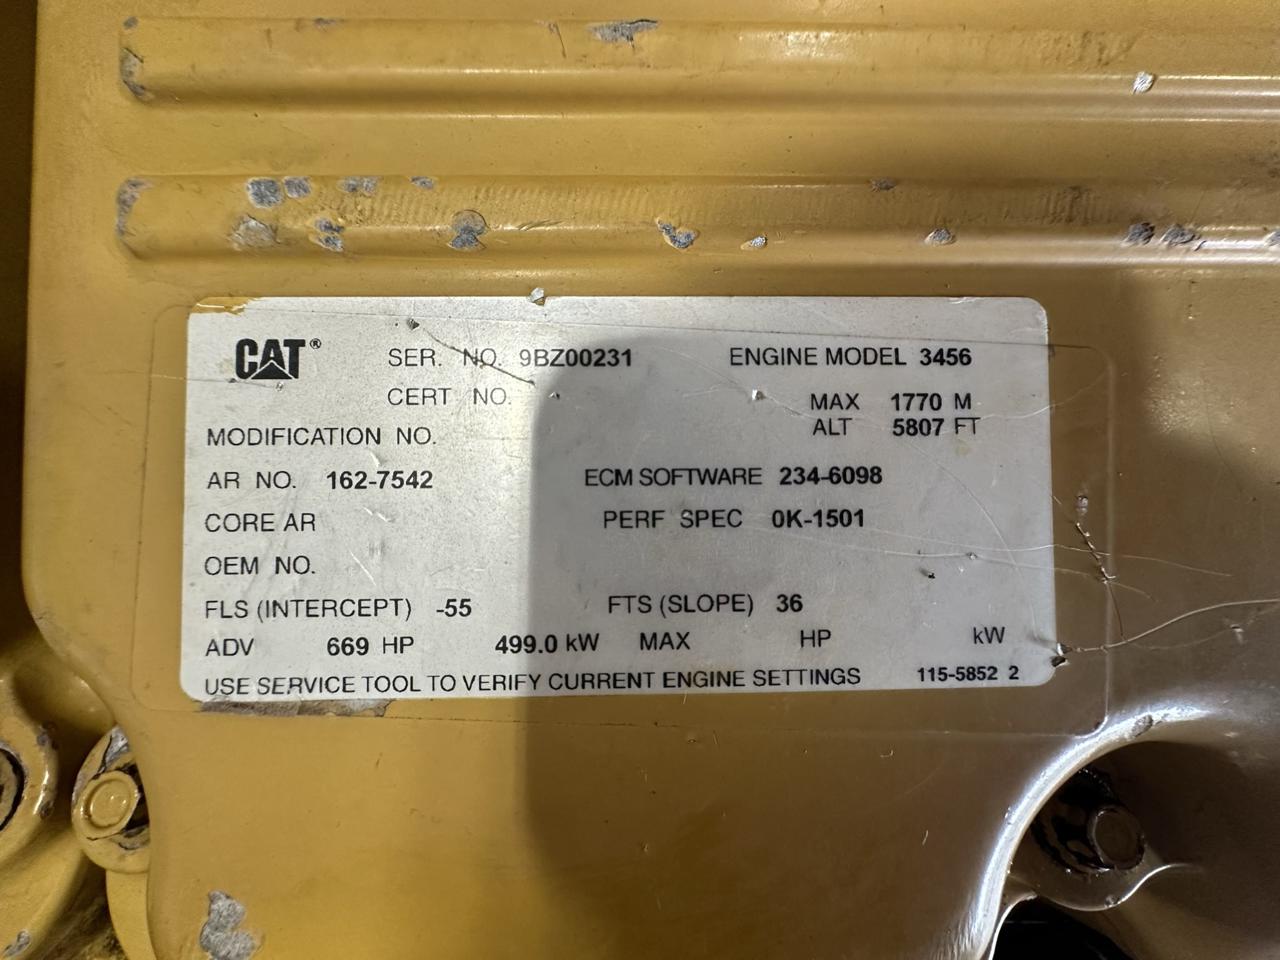 CAT® SER. NO. 9BZ00231 ENGINE MODEL 3456
CERT NO. MAX 1770 M
ALT 5807 FT
MODIFICATION NO.
AR NO. 162-7542 ECM SOFTWARE 234-6098
CORE AR PERF SPEC 0K-1501
OEM NO.
FLS (INTERCEPT) -55 FTS (SLOPE) 36
ADV 669 HP 499.0 kW MAX HP kW
USE SERVICE TOOL TO VERIFY CURRENT ENGINE SETTINGS 115-5852 2